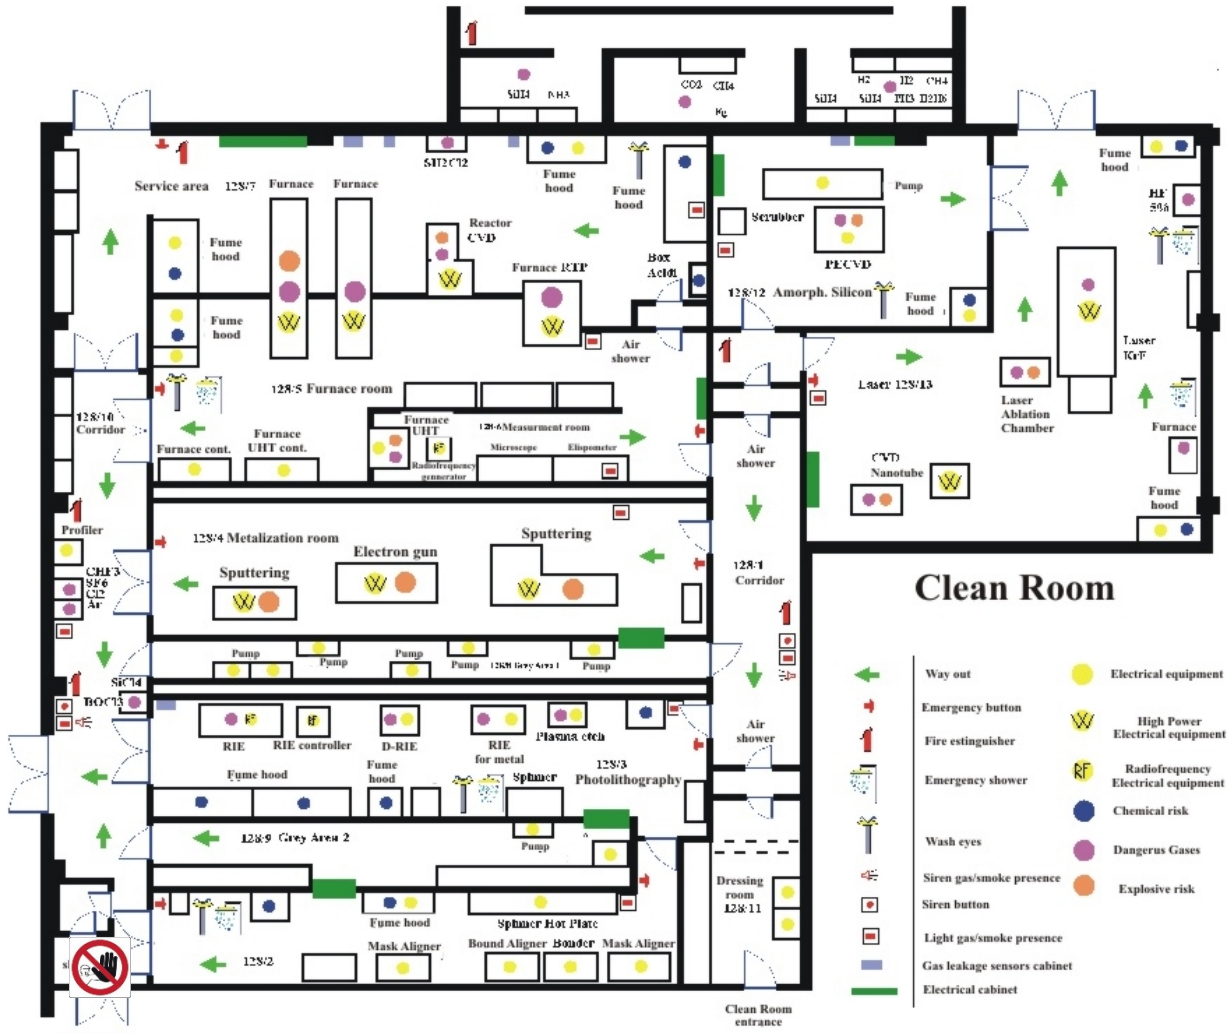 SiH4
NH3
CO2
CH4
H2
H2
CH4
SiH4
SiH4
PH3
B2H6
Service area
128/7
Furnace
Furnace
SiH2Cl2
Fume
hood
Fume
hood
Pump
Fume
hood
HF
5%
Fume
hood
Reactor
CVD
Scrubber
PECVD
Furnace RTP
Box
Acidi
128/12
Amorph. Silicon
Fume
hood
Fume
hood
Air
shower
Laser 128/13
Laser
KrF
Laser
Ablation
Chamber
128/5 Furnace room
128/10
Corridor
Furnace
UHT
128-6 Measurment room
Microscope
Elipometer
Furnace cont.
Furnace
UHT cont.
Radiofrequency
gennerator
Air
shower
Furnace
CVD
Nanotube
Fume
hood
Profiler
128/4 Metalization room
Sputtering
Electron gun
Sputtering
CHF3
SF6
Cl2
Ar
128/1
Corridor
Clean Room
Pump
Pump
Pump
Pump
Pump
128/8 Grey Area 1
SiCl4
BOCl3
RIE
RIE controller
D-RIE
RIE
for metal
Plasma etch
Air
shower
128/3
Photolithography
Fume hood
Fume
hood
Spinner
128/9 Grey Area 2
Pump
Dressing
room
128/11
Fume hood
Spinner Hot Plate
128/2
Mask Aligner
Bound Aligner
Bonder
Mask Aligner
Clean Room
entrance
Way out
Emergency button
Fire estinguisher
Emergency shower
Wash eyes
Siren gas/smoke presence
Siren button
Light gas/smoke presence
Gas leakage sensors cabinet
Electrical cabinet
Electrical equipment
W
High Power
Electrical equipment
RF
Radiofrequency
Electrical equipment
Chemical risk
Dangerus Gases
Explosive risk